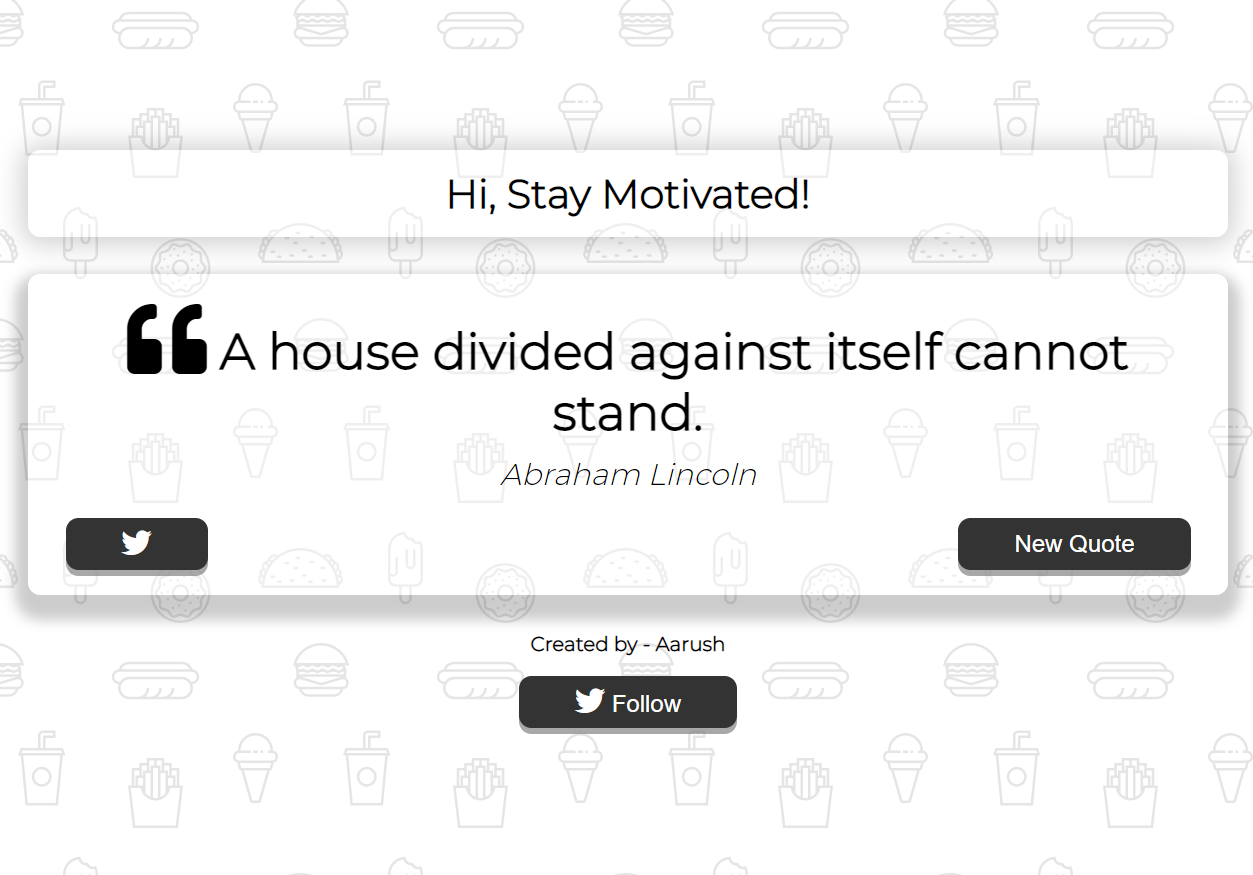 Hi, Stay Motivated!
A house divided against itself cannot
stand.
Abraham Lincoln
New Quote
Created by - Aarush
Follow